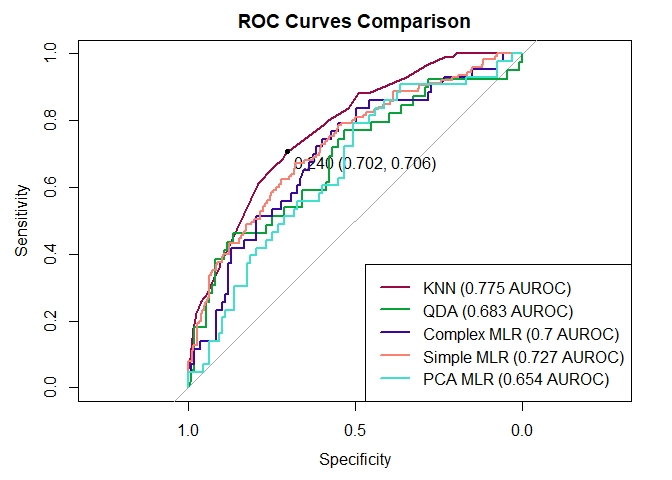 ROC Curves Comparison
Sensitivity
1.0
0.8
0.6
0.4
0.2
0.0
0.240 (0.702, 0.706)
KNN (0.775 AUROC)
QDA (0.683 AUROC)
Complex MLR (0.7 AUROC)
Simple MLR (0.727 AUROC)
PCA MLR (0.654 AUROC)
1.0 0.5 0.0
Specificity